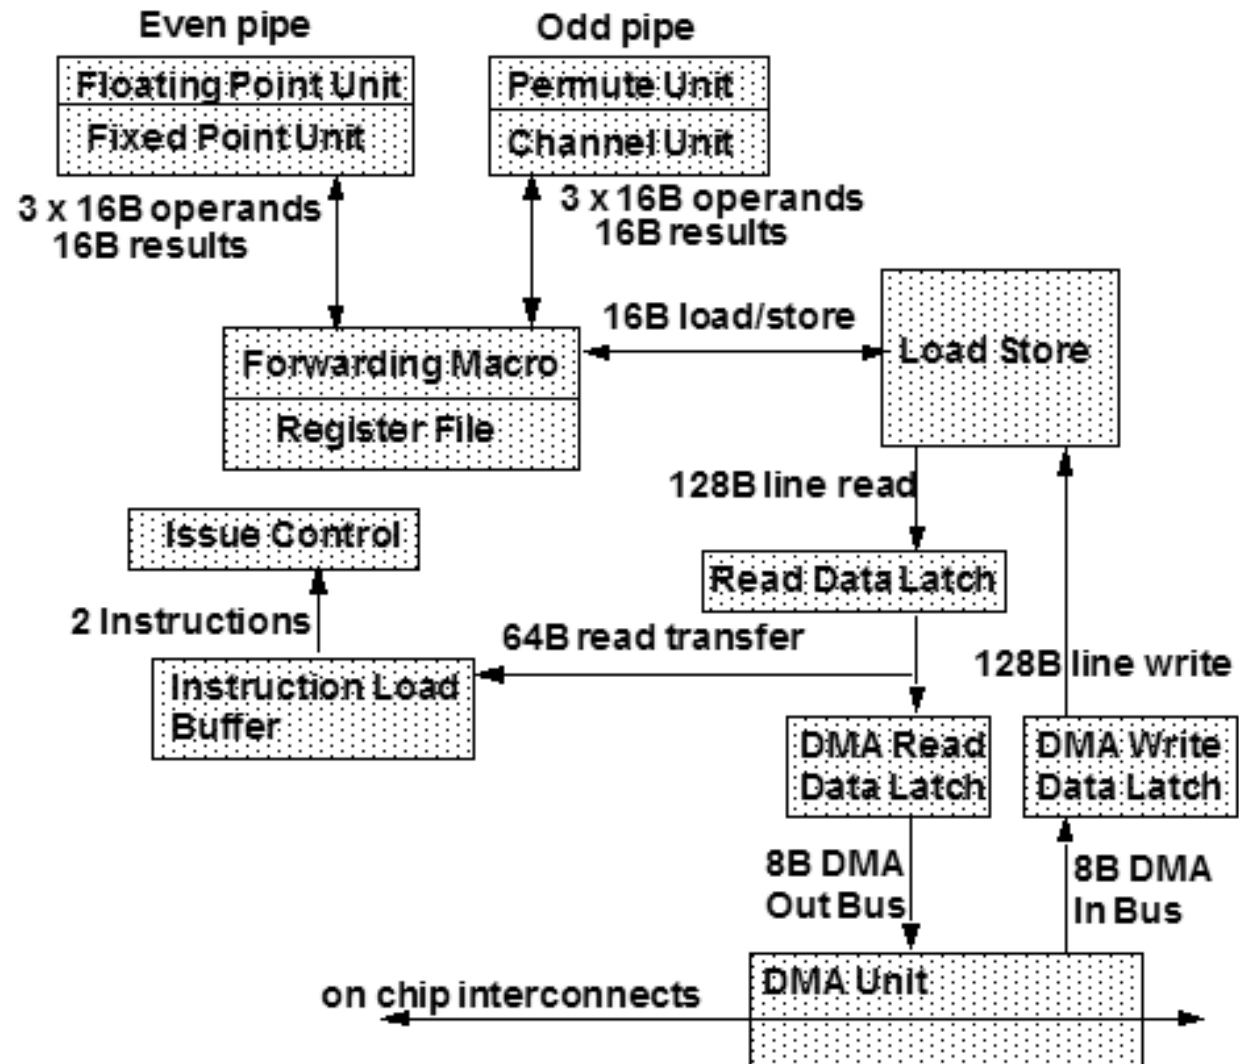 Even pipe
Odd pipe
Floating Point Unit
Fixed Point Unit
Permute Unit
Channel Unit
3 x 16B operands
16B results
3 x 16B operands
16B results
16B load/store
Load Store
Forwarding Macro
Register File
128B line read
Issue Control
Read Data Latch
2 Instructions
64B read transfer
128B line write
Instruction Load
Buffer
DMA Read
Data Latch
DMA Write
Data Latch
8B DMA
Out Bus
8B DMA
In Bus
DMA Unit
on chip interconnects